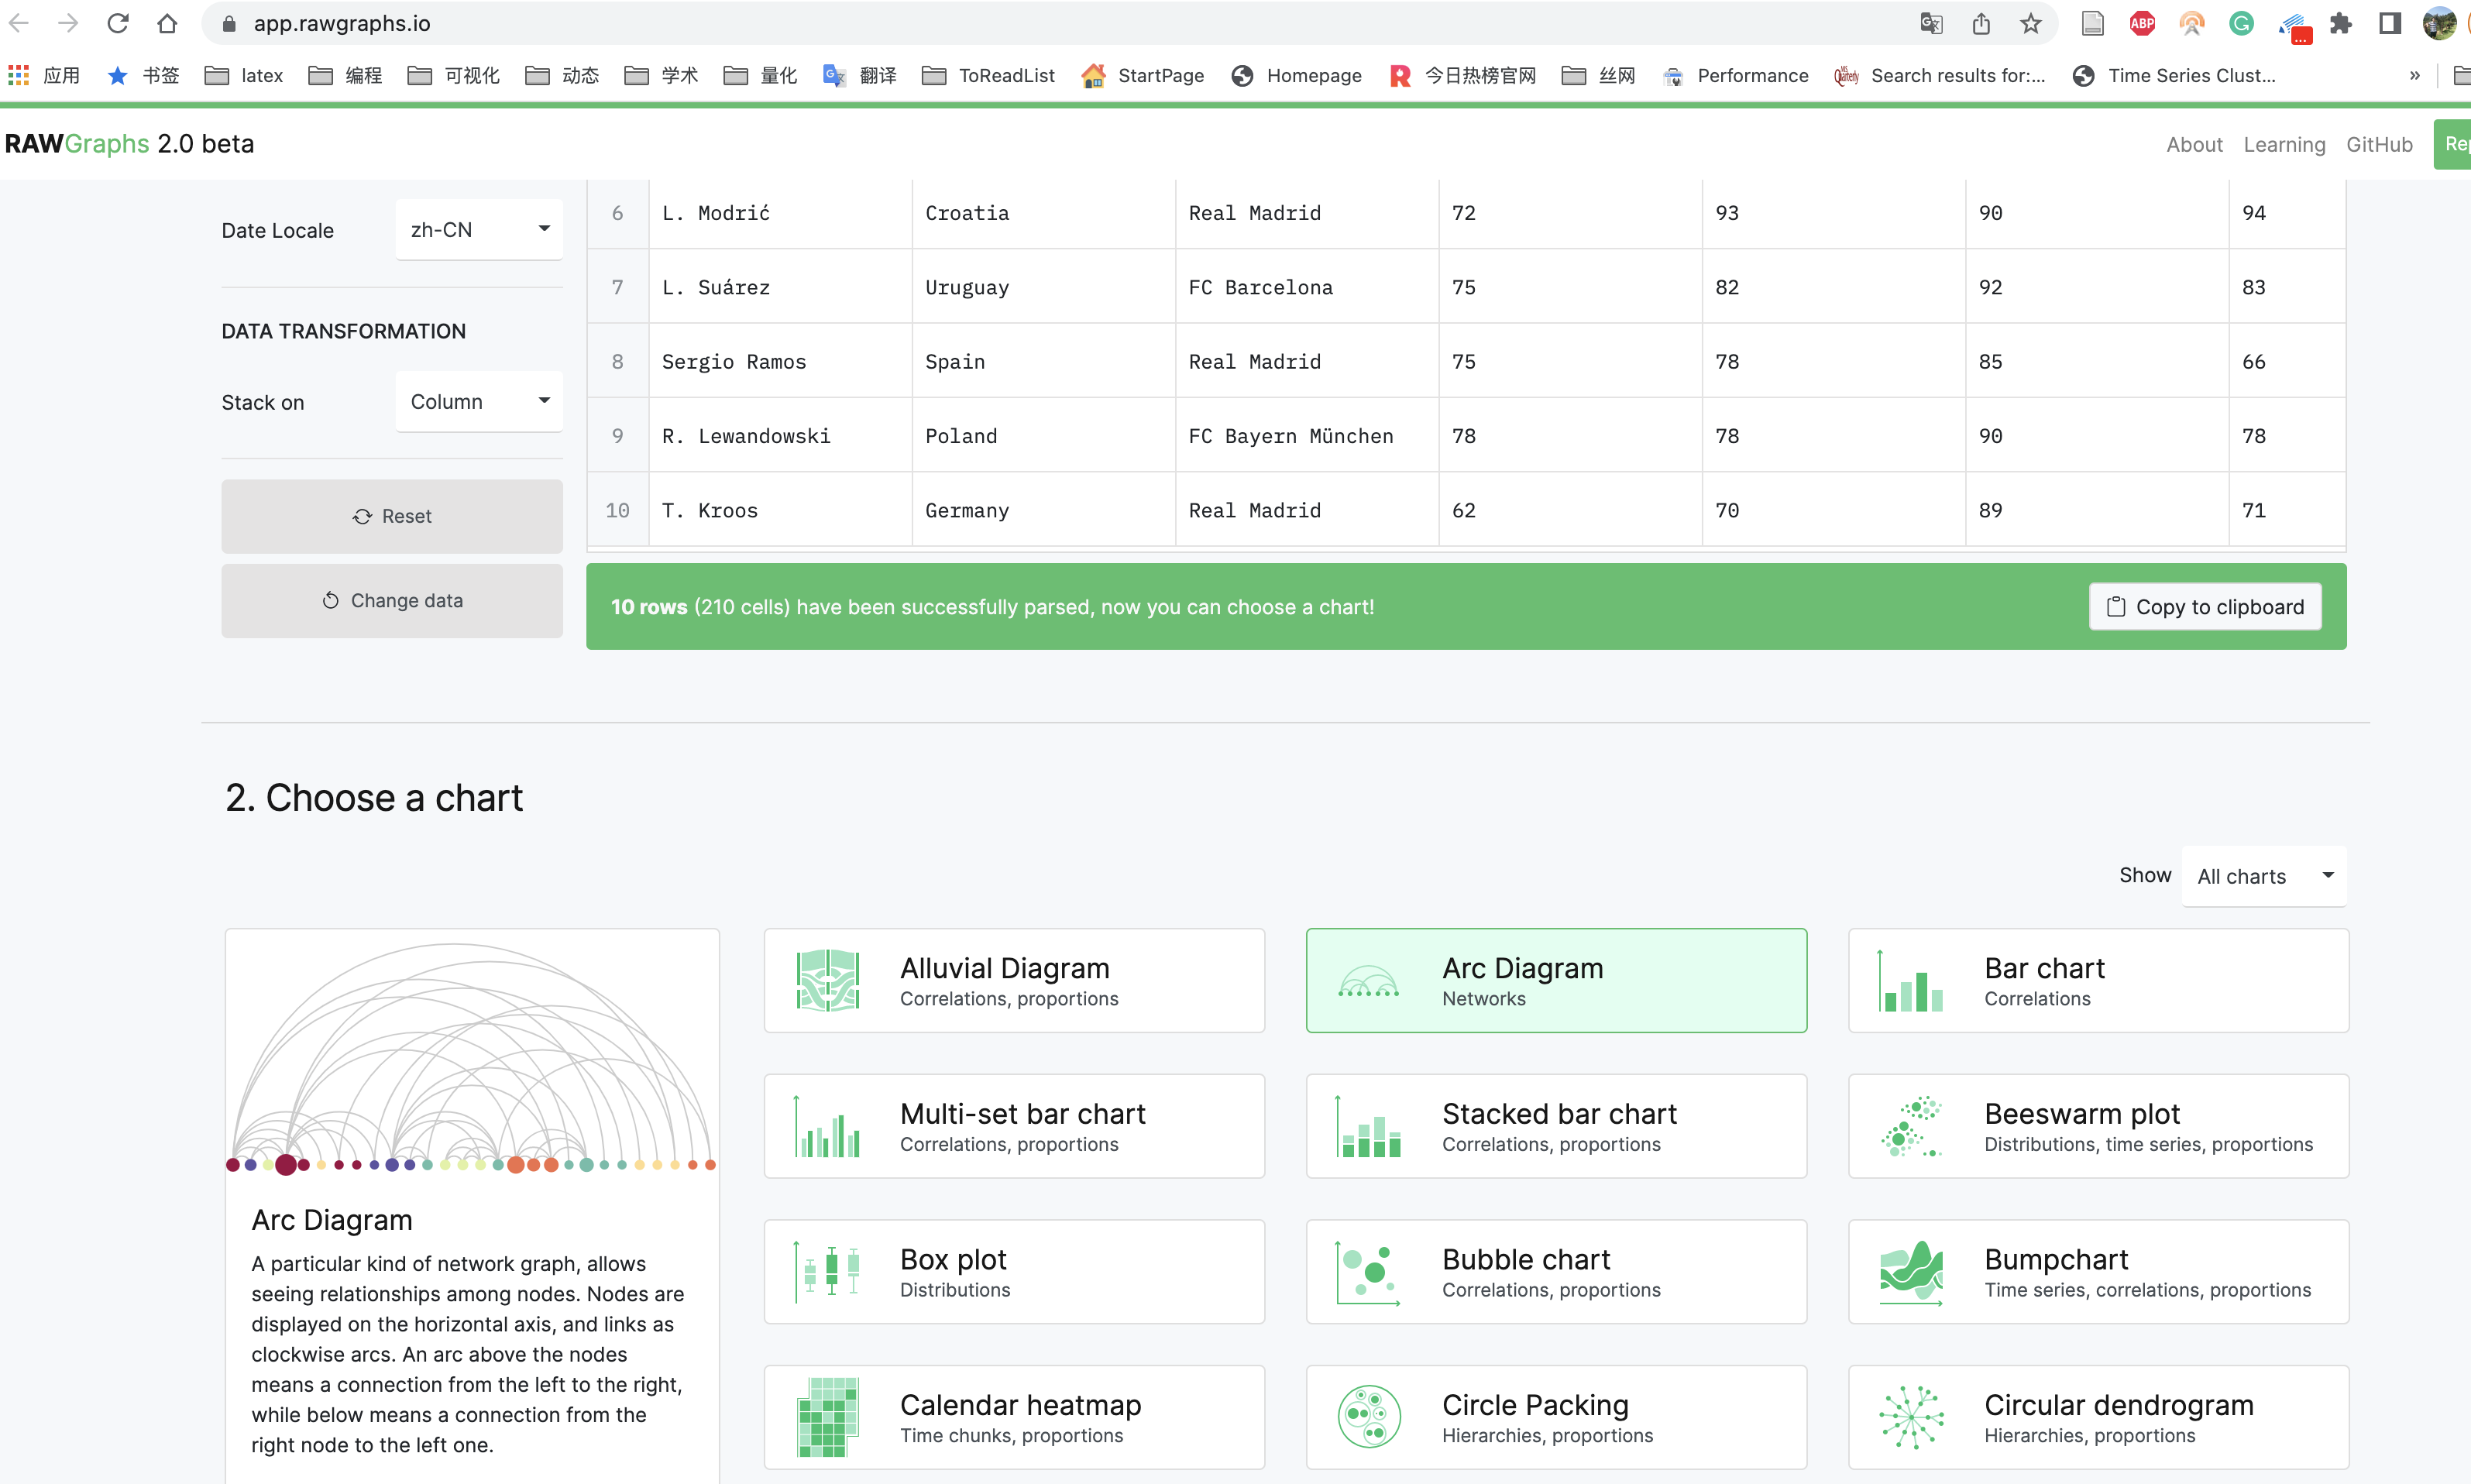 app.rawgraphs.io
ABP
应用 书签 latex 编程 可视化 动态 学术 量化 翻译 ToReadList StartPage Homepage 今日热榜官网 丝网 Performance Search results for:... Time Series Clust... »
RAWGraphs 2.0 beta
About Learning GitHub Rep
Date Locale zh-CN
6 L. Modrić Croatia Real Madrid 72 93 90 94
7 L. Suárez Uruguay FC Barcelona 75 82 92 83
DATA TRANSFORMATION
8 Sergio Ramos Spain Real Madrid 75 78 85 66
Stack on Column
9 R. Lewandowski Poland FC Bayern München 78 78 90 78
10 T. Kroos Germany Real Madrid 62 70 89 71
Reset
Change data
10 rows (210 cells) have been successfully parsed, now you can choose a chart!
Copy to clipboard
2. Choose a chart
Show All charts
Arc Diagram
A particular kind of network graph, allows
seeing relationships among nodes. Nodes are
displayed on the horizontal axis, and links as
clockwise arcs. An arc above the nodes
means a connection from the left to the right,
while below means a connection from the
right node to the left one.
Alluvial Diagram
Correlations, proportions
Arc Diagram
Networks
Bar chart
Correlations
Multi-set bar chart
Correlations, proportions
Stacked bar chart
Correlations, proportions
Beeswarm plot
Distributions, time series, proportions
Box plot
Distributions
Bubble chart
Correlations, proportions
Bumpchart
Time series, correlations, proportions
Calendar heatmap
Time chunks, proportions
Circle Packing
Hierarchies, proportions
Circular dendrogram
Hierarchies, proportions